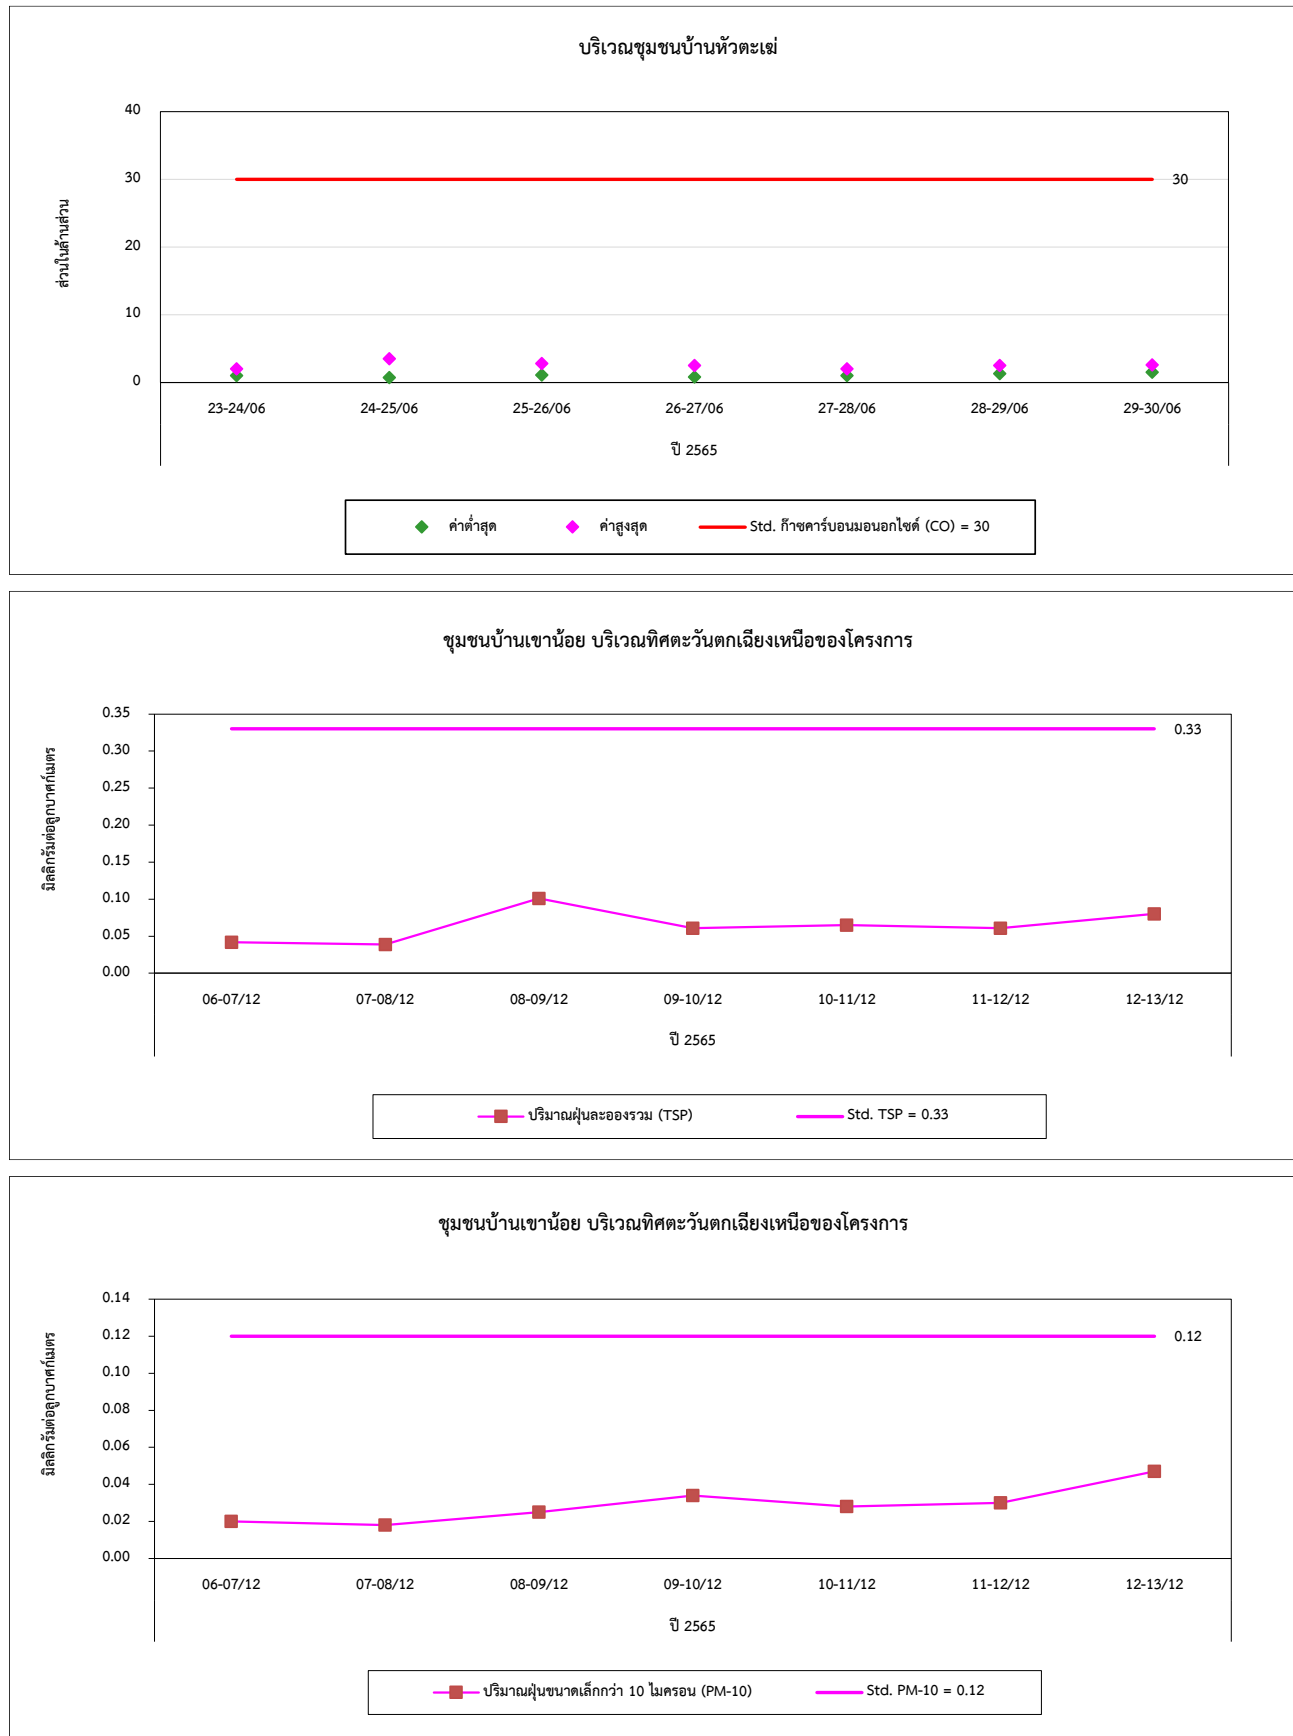 บริเวณชุมชนบ้านหัวตะเฆ่
40
30
20
10
0
ส่วนในล้านส่วน
30
23-24/06 24-25/06 25-26/06 26-27/06 27-28/06 28-29/06 29-30/06
ปี 2565
ค่าต่ำสุด ค่าสูงสุด Std. ก๊าซคาร์บอนมอนอกไซด์ (CO) = 30
ชุมชนบ้านเขาน้อย บริเวณทิศตะวันตกเฉียงเหนือของโครงการ
0.35
0.30
0.25
0.20
0.15
0.10
0.05
0.00
มิลลิกรัมต่อลูกบาศก์เมตร
0.33
06-07/12 07-08/12 08-09/12 09-10/12 10-11/12 11-12/12 12-13/12
ปี 2565
ปริมาณฝุ่นละอองรวม (TSP) Std. TSP = 0.33
ชุมชนบ้านเขาน้อย บริเวณทิศตะวันตกเฉียงเหนือของโครงการ
0.14
0.12
0.10
0.08
0.06
0.04
0.02
0.00
มิลลิกรัมต่อลูกบาศก์เมตร
0.12
06-07/12 07-08/12 08-09/12 09-10/12 10-11/12 11-12/12 12-13/12
ปี 2565
ปริมาณฝุ่นขนาดเล็กกว่า 10 ไมครอน (PM-10) Std. PM-10 = 0.12